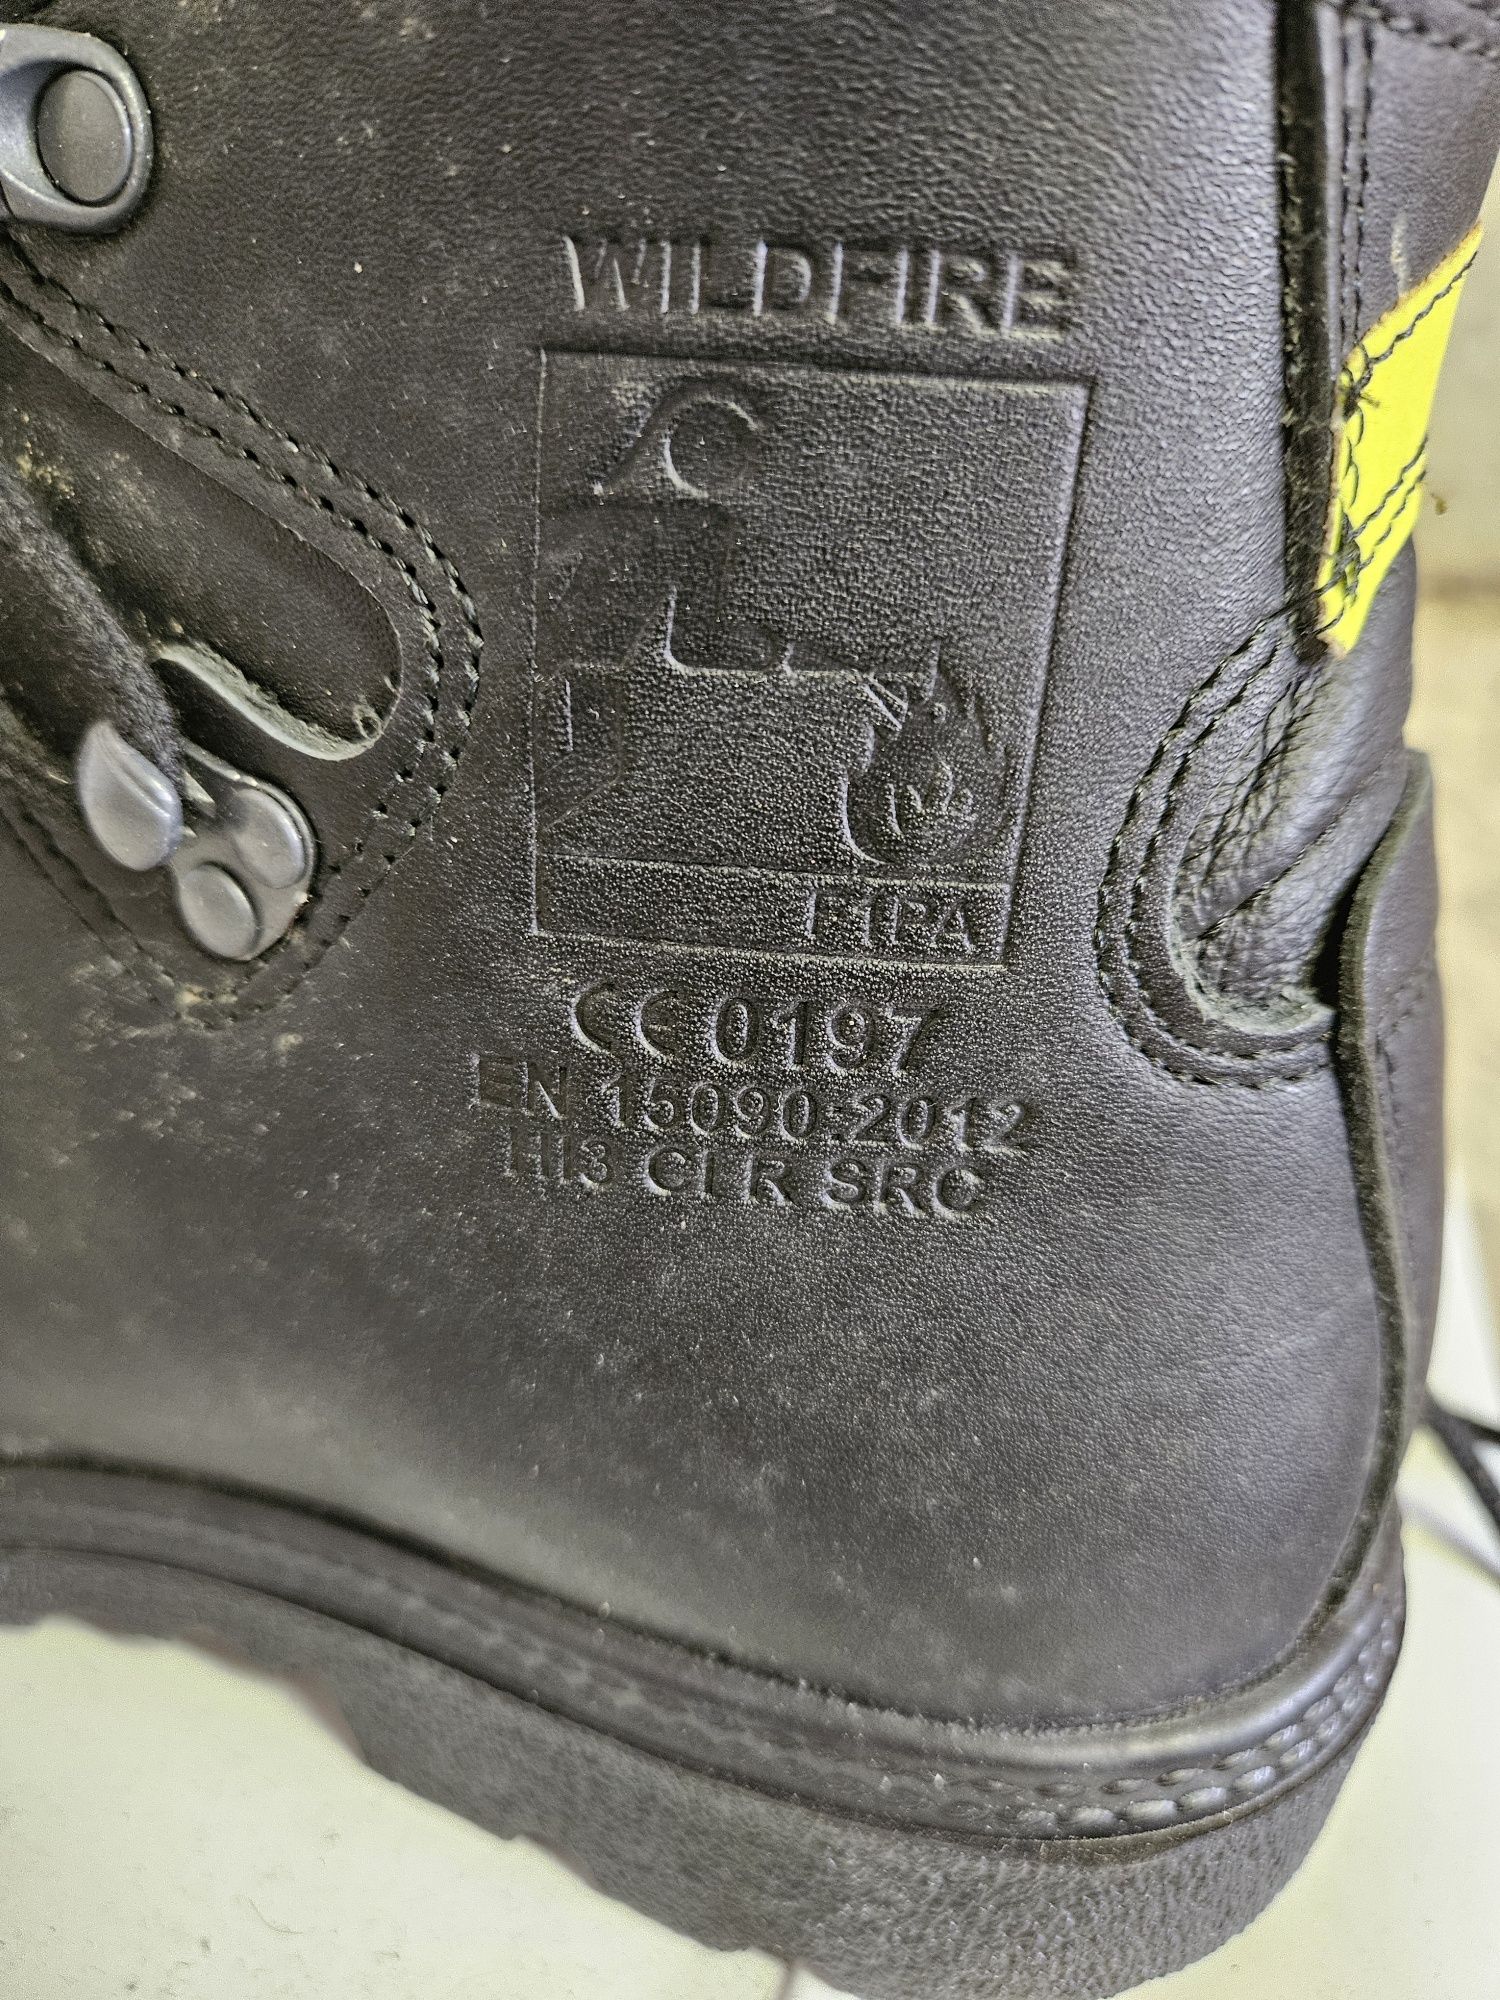 WILDFIRE
F1PA
CE 0197
EN 15090:2012
HI3 CI R SRC